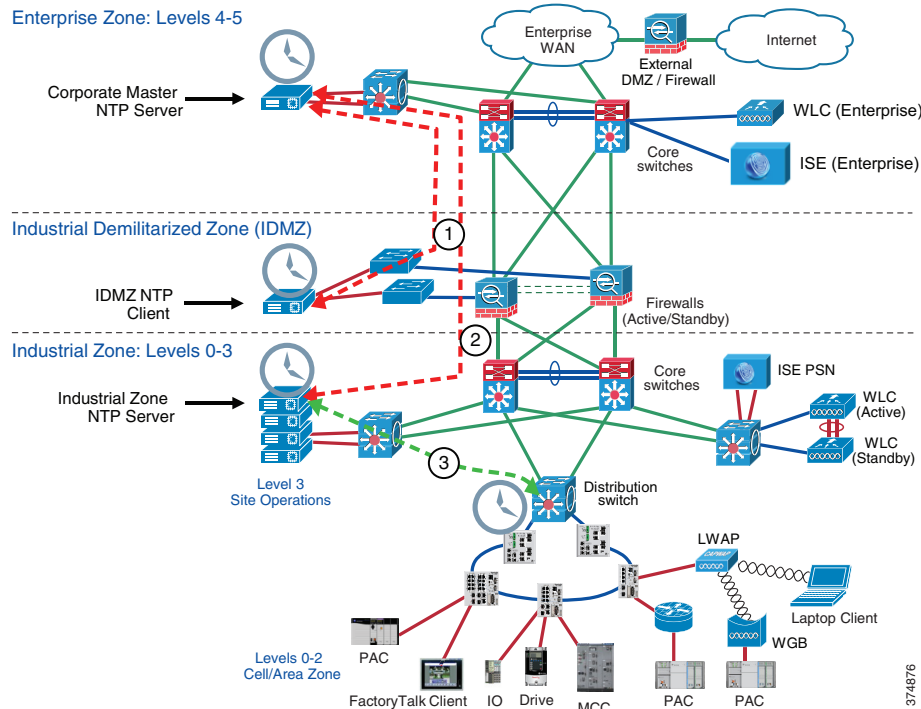 Enterprise Zone: Levels 4-5
Enterprise
WAN
Internet
External
DMZ / Firewall
Corporate Master
NTP Server
WLC (Enterprise)
Core
switches
ISE (Enterprise)
Industrial Demilitarized Zone (IDMZ)
1
IDMZ NTP
Client
Firewalls
(Active/Standby)
2
Industrial Zone: Levels 0-3
Core
switches
ISE PSN
Industrial Zone
NTP Server
WLC
(Active)
WLC
(Standby)
3
Level 3
Site Operations
Distribution
switch
LWAP
CAPWAP
Laptop Client
WGB
PAC
Levels 0-2
Cell/Area Zone
FactoryTalk Client
IO
Drive
MCC
PAC
PAC
374876